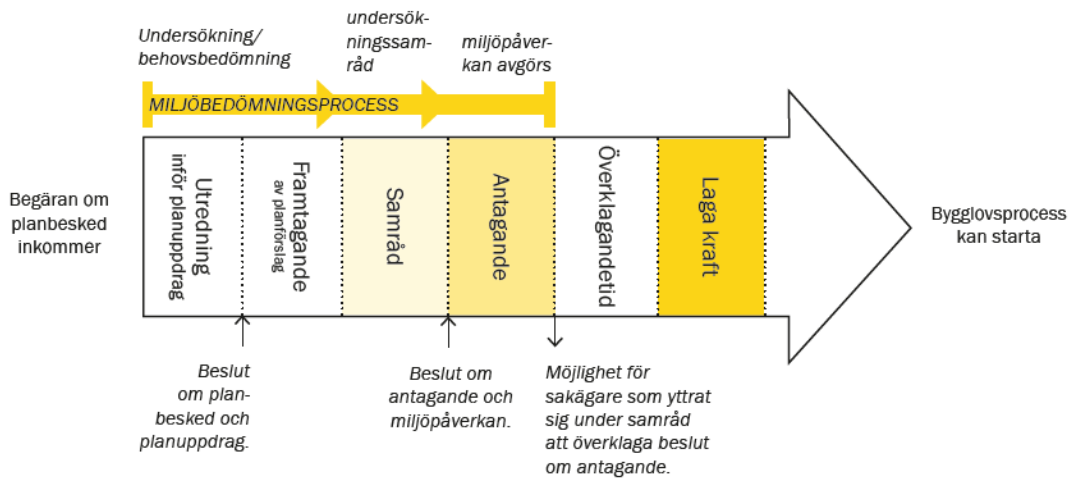 Undersökning/
behovsbedömning
undersök-
ningssam-
råd
miljöpåver-
kan avgörs
MILJÖBEDÖMNINGSPROCESS
Begäran om
planbesked
inkommer
Utredning
inför planuppdrag
Framtagande
av planförslag
Samråd
Antagande
Överklagandetid
Laga kraft
Bygglovsprocess
kan starta
Beslut
om plan-
besked och
planuppdrag.
Beslut om
antagande och
miljöpåverkan.
Möjlighet för
sakägare som yttrat
sig under samråd
att överklaga beslut
om antagande.